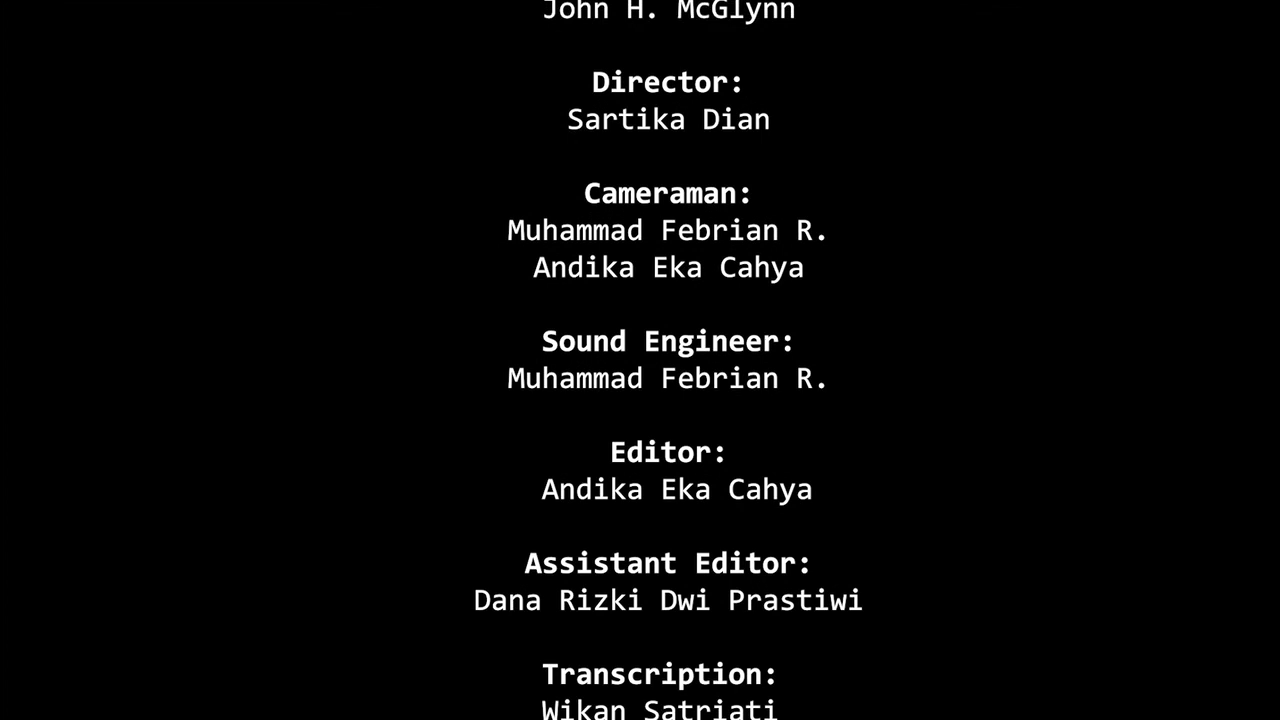 John H. McGlynn
Director:
Sartika Dian
Cameraman:
Muhammad Febrian R.
Andika Eka Cahya
Sound Engineer:
Muhammad Febrian R.
Editor:
Andika Eka Cahya
Assistant Editor:
Dana Rizki Dwi Prastiwi
Transcription:
Wikan Satriati